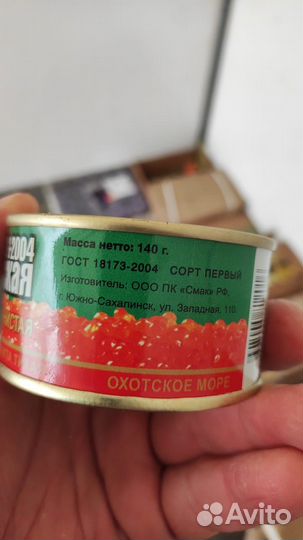 Масса нетто: 140 г.
ГОСТ 18173-2004 СОРТ ПЕРВЫЙ
Изготовитель: ООО ПК «Смак» РФ,
г. Южно-Сахалинск, ул. Западная, 110.
-2004
ОХОТСКОЕ МОРЕ
Avito